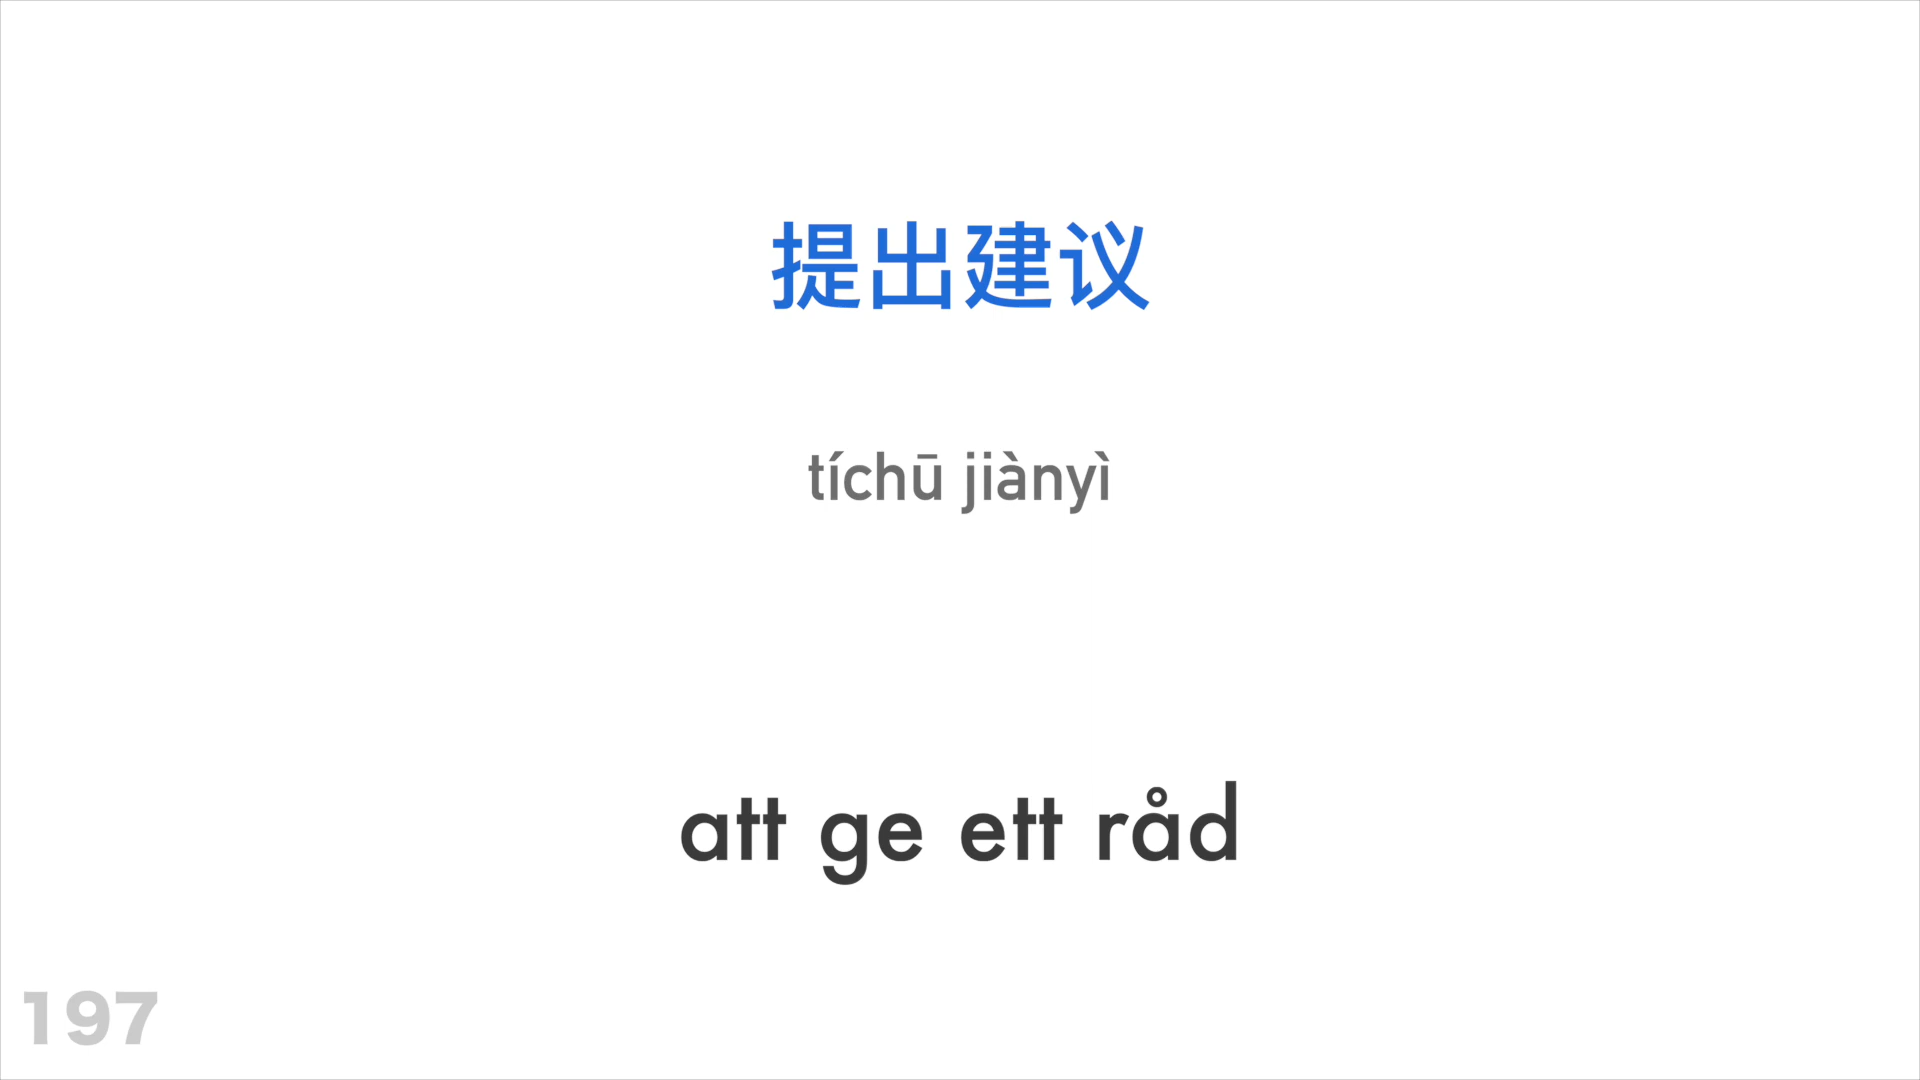 提出建议
tíchū jiànyì
att ge ett råd
197